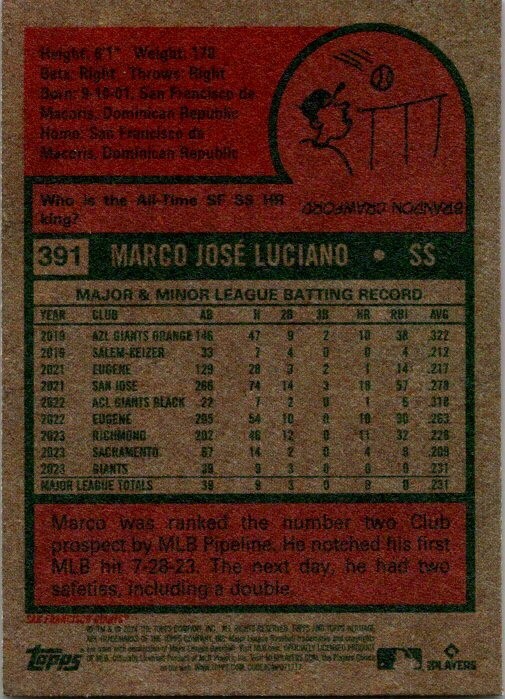 Height: 6'1" Weight: 178
Bats: Right Throws: Right
Born: 9-10-01, San Francisco de
Macoris, Dominican Republic
Home: San Francisco de
Macoris, Dominican Republic
Who is the All-Time SF SS HR
king?
BRANDON CRAWFORD
391 MARCO JOSÉ LUCIANO • SS
MAJOR & MINOR LEAGUE BATTING RECORD
YEAR CLUB AB H 2B 3B HR RBI AVG
2019 AZL GIANTS ORANGE 146 47 9 2 10 38 .322
2019 SALEM-KEIZER 33 7 4 0 0 4 .212
2021 EUGENE 129 28 3 2 1 14 .217
2021 SAN JOSE 266 74 14 3 18 57 .278
2022 ACL GIANTS BLACK 22 7 2 0 1 6 .318
2022 EUGENE 205 54 10 0 10 30 .263
2023 RICHMOND 202 46 12 0 11 32 .228
2023 SACRAMENTO 67 14 2 0 4 8 .209
2023 GIANTS 39 9 3 0 0 .231
MAJOR LEAGUE TOTALS 39 9 3 0 0 .231
Marco was ranked the number two Club
prospect by MLB Pipeline. He notched his first
MLB hit 7-28-23. The next day, he had two
safeties, including a double.
SAN FRANCISCO GIANTS
Topps
PLAYERS